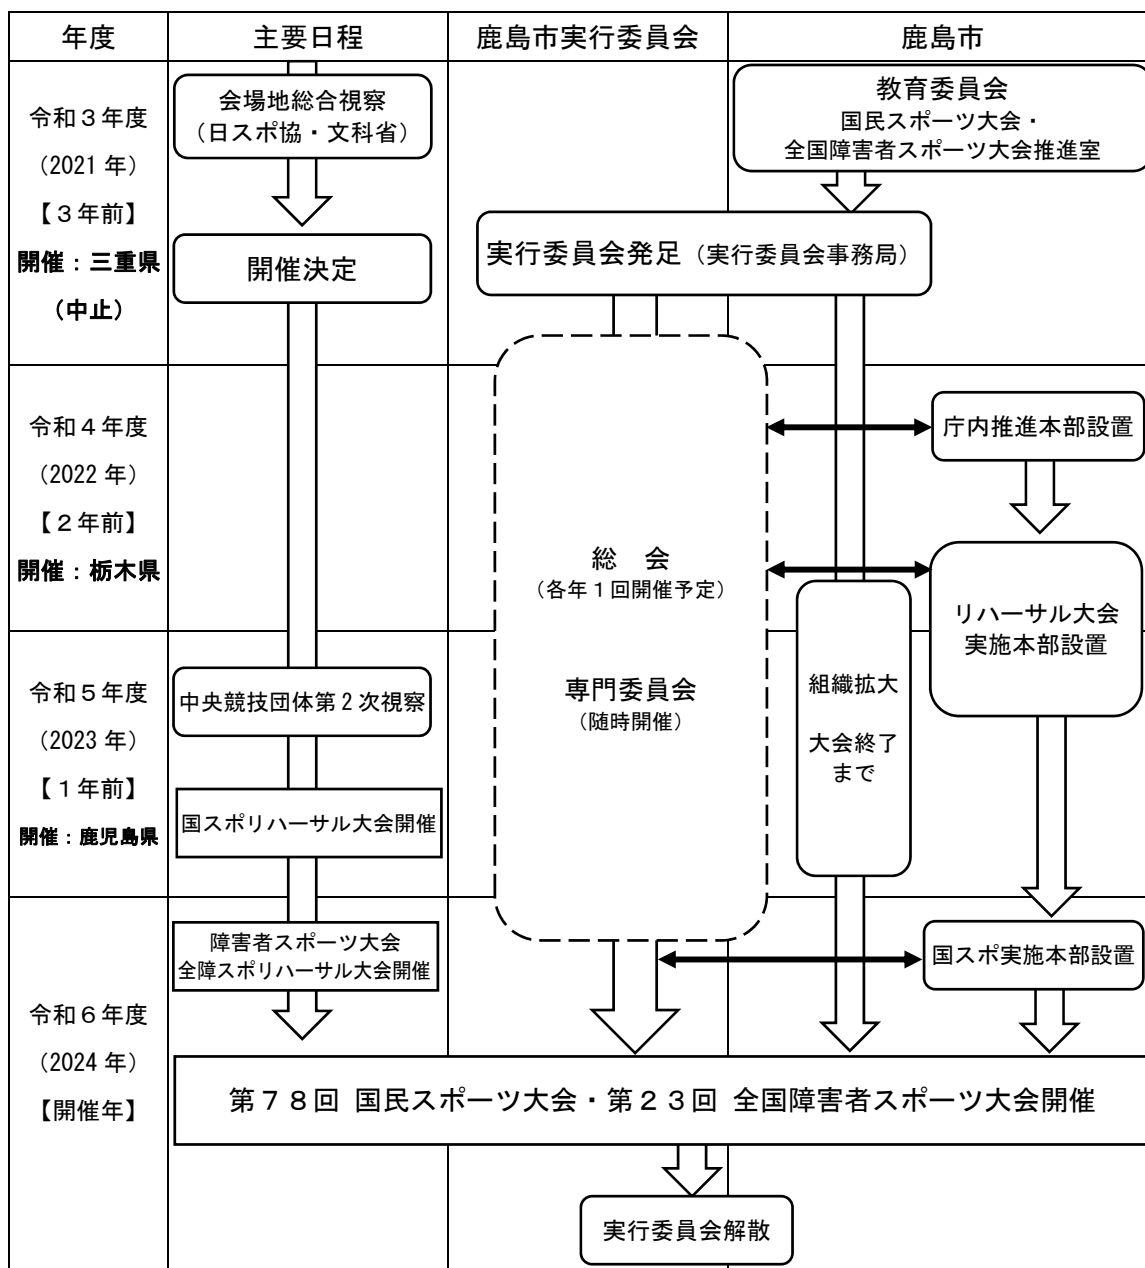 年度
主要日程
鹿島市実行委員会
鹿島市
令和３年度
（2021 年）
【３年前】
開催：三重県
（中止）
会場地総合視察
（日スポ協・文科省）
開催決定
教育委員会
国民スポーツ大会・
全国障害者スポーツ大会推進室
実行委員会発足（実行委員会事務局）
令和４年度
（2022 年）
【２年前】
開催：栃木県
総　会
（各年１回開催予定）
庁内推進本部設置
リハーサル大会
実施本部設置
令和５年度
（2023 年）
【１年前】
開催：鹿児島県
中央競技団体第２次視察
国スポリハーサル大会開催
専門委員会
（随時開催）
組織拡大
大会終了
まで
令和６年度
（2024 年）
【開催年】
障害者スポーツ大会
全障スポリハーサル大会開催
国スポ実施本部設置
第７８回 国民スポーツ大会・第２３回 全国障害者スポーツ大会開催
実行委員会解散